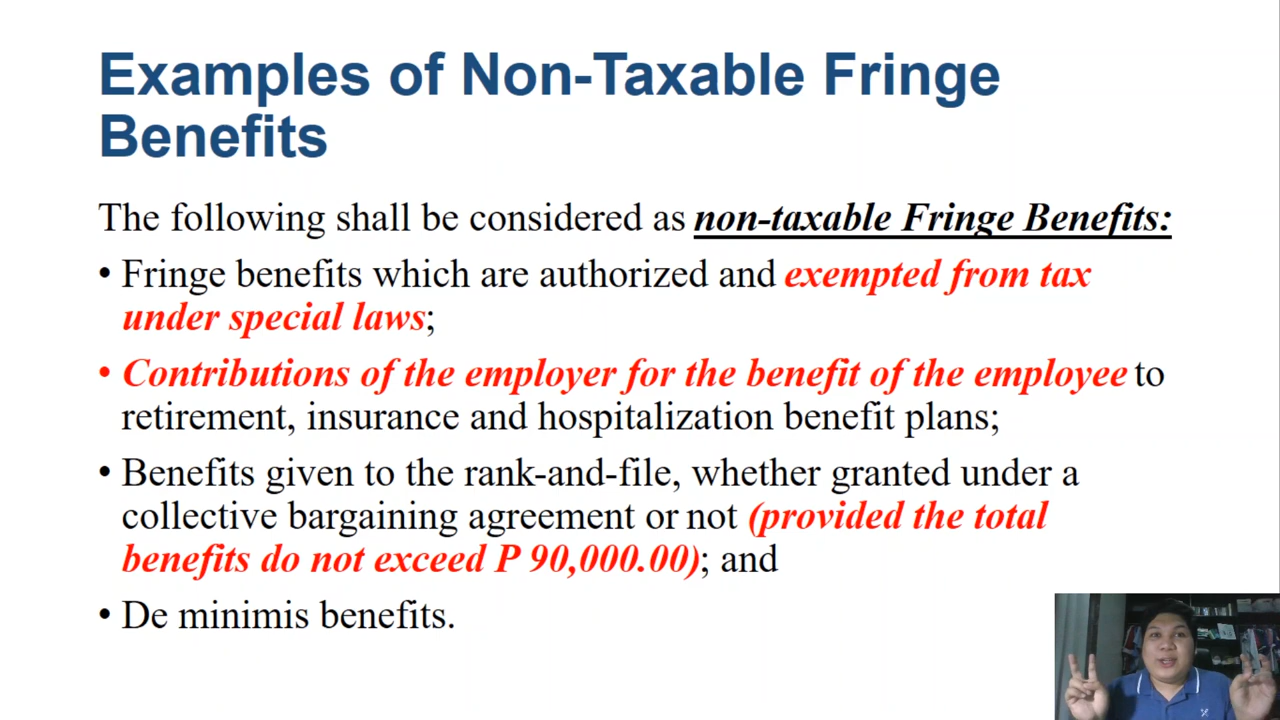 Examples of Non-Taxable Fringe
Benefits
The following shall be considered as non-taxable Fringe Benefits:
• Fringe benefits which are authorized and exempted from tax
under special laws;
• Contributions of the employer for the benefit of the employee to
retirement, insurance and hospitalization benefit plans;
• Benefits given to the rank-and-file, whether granted under a
collective bargaining agreement or not (provided the total
benefits do not exceed P 90,000.00); and
• De minimis benefits.